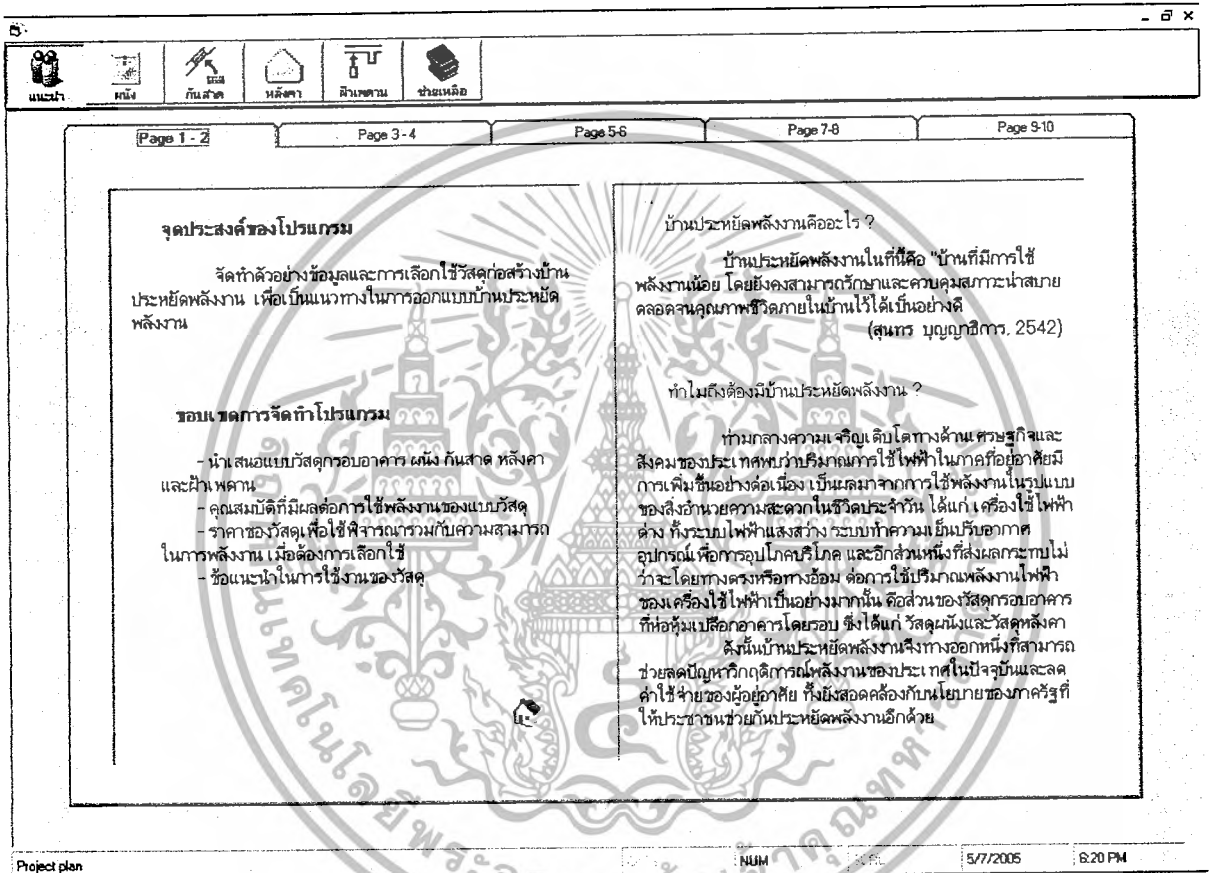 แนะนำ ผนัง กันสาด หลังคา ฝ้าเพดาน ช่วยเหลือ
Page 1 - 2 Page 3 - 4 Page 5-6 Page 7-8 Page 9-10
จุดประสงค์ของโปรแกรม
จัดทำตัวอย่างข้อมูลและการเลือกใช้วัสดุก่อสร้างบ้าน
ประหยัดพลังงาน เพื่อเป็นแนวทางในการออกแบบบ้านประหยัด
พลังงาน
ขอบเขตการจัดทำโปรแกรม
- นำเสนอแบบวัสดุกรอบอาคาร ผนัง กันสาด หลังคา
และฝ้าเพดาน
- คุณสมบัติที่มีผลต่อการใช้พลังงานของแบบวัสดุ
- ราคาของวัสดุเพื่อใช้พิจารณาร่วมกับความสามารถ
ในการพลังงาน เมื่อต้องการเลือกใช้
- ข้อแนะนำในการใช้งานของวัสดุ
บ้านประหยัดพลังงานคืออะไร ?
บ้านประหยัดพลังงานในที่นี้คือ "บ้านที่มีการใช้
พลังงานน้อย โดยยังคงสามารถรักษาและควบคุมสภาวะน่าสบาย
ตลอดจนคุณภาพชีวิตภายในบ้านไว้ได้เป็นอย่างดี
(สุนทร บุญญาธิการ, 2542)
ทำไมถึงต้องมีบ้านประหยัดพลังงาน ?
ท่ามกลางความเจริญเติบโตทางด้านเศรษฐกิจและ
สังคมของประเทศพบว่าปริมาณการใช้ไฟฟ้าในภาคที่อยู่อาศัยมี
การเพิ่มขึ้นอย่างต่อเนื่อง เป็นผลมาจากการใช้พลังงานในรูปแบบ
ของสิ่งอำนวยความสะดวกในชีวิตประจำวัน ได้แก่ เครื่องใช้ไฟฟ้า
ต่าง ทั้งระบบไฟฟ้าแสงสว่าง ระบบทำความเย็นปรับอากาศ
อุปกรณ์เพื่อการอุปโภคบริโภค และอีกส่วนหนึ่งที่ส่งผลกระทบไม่
ว่าจะโดยทางตรงหรือทางอ้อม ต่อการใช้ปริมาณพลังงานไฟฟ้า
ของเครื่องใช้ไฟฟ้าเป็นอย่างมากนั้น คือส่วนของวัสดุกรอบอาคาร
ที่ห่อหุ้มเปลือกอาคารโดยรอบ ซึ่งได้แก่ วัสดุผนังและวัสดุหลังคา
ดังนั้นบ้านประหยัดพลังงานจึงทางออกหนึ่งที่สามารถ
ช่วยลดปัญหาวิกฤติการณ์พลังงานของประเทศในปัจจุบันและลด
ค่าใช้จ่ายของผู้อยู่อาศัย ทั้งยังสอดคล้องกับนโยบายของภาครัฐที่
ให้ประชาชนช่วยกันประหยัดพลังงานอีกด้วย
Project plan NUM 5/7/2005 6:20 PM